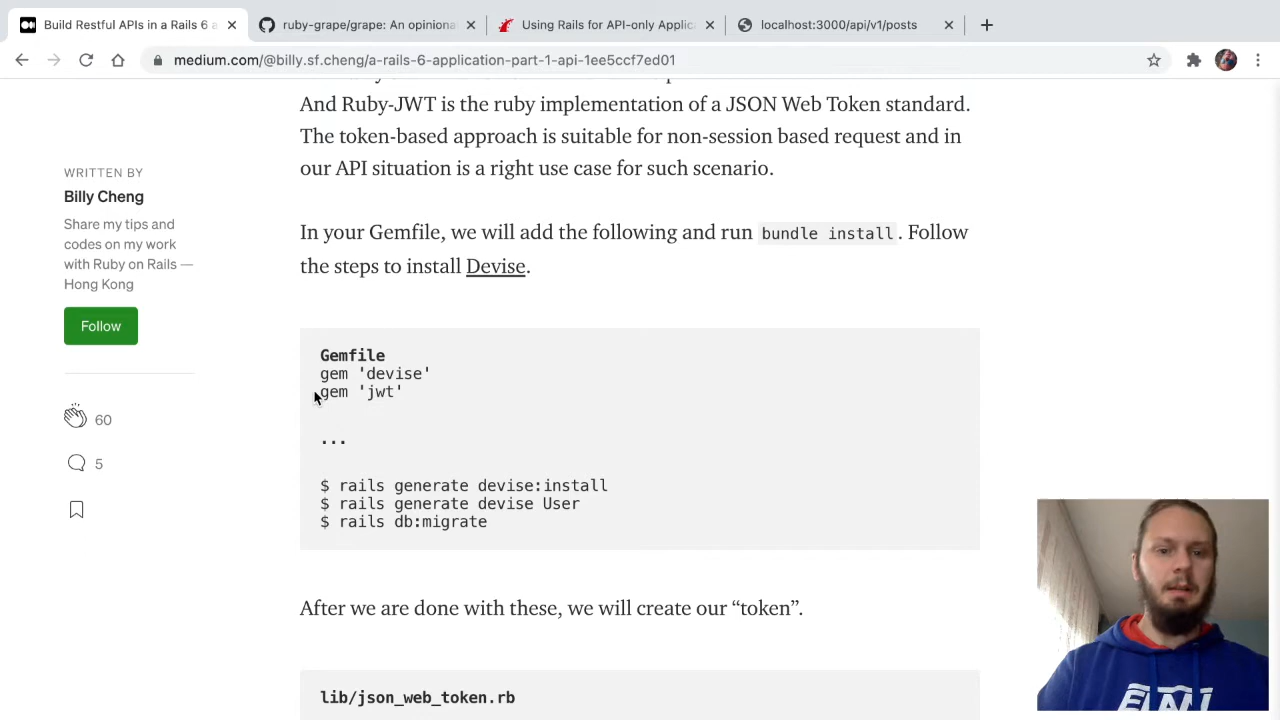 Build Restful APIs in a Rails 6 a
ruby-grape/grape: An opiniona
Using Rails for API-only Applic
localhost:3000/api/v1/posts
medium.com/@billy.sf.cheng/a-rails-6-application-part-1-api-1ee5ccf7ed01
And Ruby-JWT is the ruby implementation of a JSON Web Token standard.
The token-based approach is suitable for non-session based request and in
our API situation is a right use case for such scenario.
WRITTEN BY
Billy Cheng
Share my tips and
codes on my work
with Ruby on Rails —
Hong Kong
Follow
60
5
In your Gemfile, we will add the following and run bundle install. Follow
the steps to install Devise.
Gemfile
gem 'devise'
gem 'jwt'
...
$ rails generate devise:install
$ rails generate devise User
$ rails db:migrate
After we are done with these, we will create our “token”.
lib/json_web_token.rb